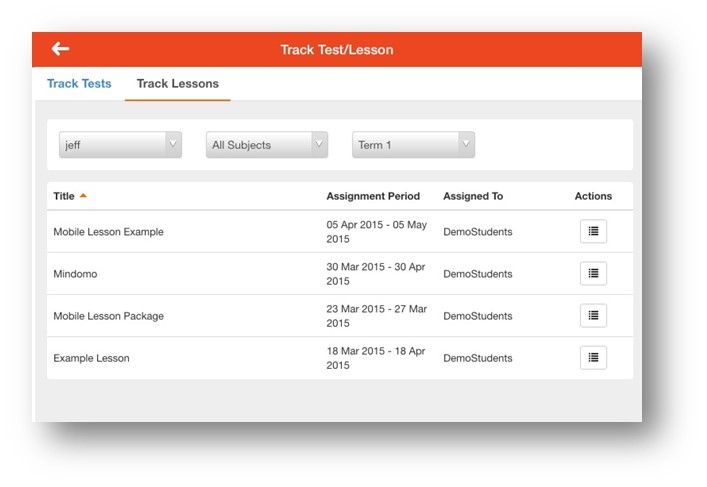 Track Test/Lesson
Track Tests Track Lessons
jeff All Subjects Term 1
Title Assignment Period Assigned To Actions
Mobile Lesson Example 05 Apr 2015 - 05 May DemoStudents
2015
Mindomo 30 Mar 2015 - 30 Apr DemoStudents
2015
Mobile Lesson Package 23 Mar 2015 - 27 Mar DemoStudents
2015
Example Lesson 18 Mar 2015 - 18 Apr DemoStudents
2015